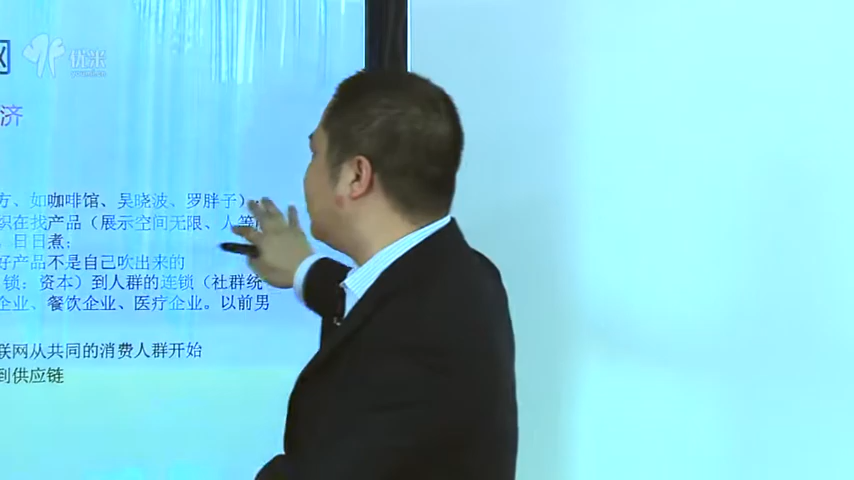 优米
youmi.cn
济
方、如咖啡馆、吴晓波、罗胖子）
织在找产品（展示空间无限、人等
，日日煮：
好产品不是自己吹出来的
锁：资本）到人群的连锁（社群统
企业、餐饮企业、医疗企业。以前男
联网从共同的消费人群开始
到供应链